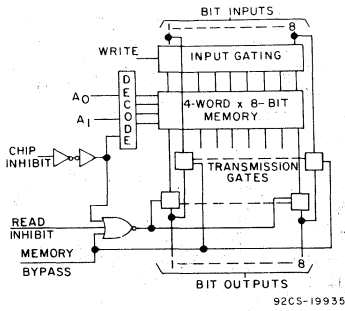 BIT INPUTS
1 8
WRITE
INPUT GATING
DECODE
A0
A1
4-WORD x 8-BIT
MEMORY
CHIP
INHIBIT
TRANSMISSION
GATES
READ
INHIBIT
MEMORY
BYPASS
1 8
BIT OUTPUTS
92CS-19935